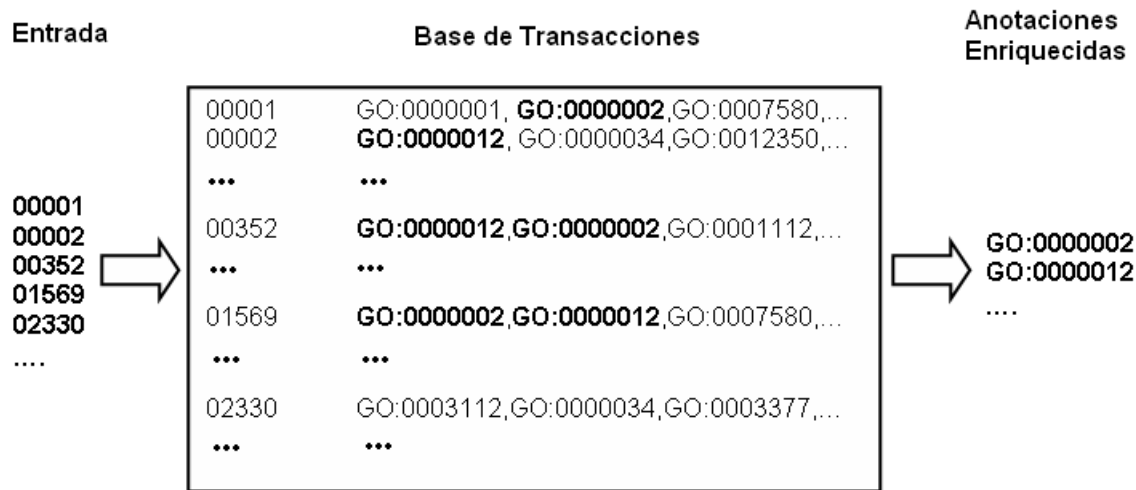 Entrada
Base de Transacciones
Anotaciones
Enriquecidas
00001
00002
00352
01569
02330
....
00001 GO:0000001, GO:0000002,GO:0007580,...
00002 GO:0000012, GO:0000034,GO:0012350,...
... ...
00352 GO:0000012,GO:0000002,GO:0001112,...
... ...
01569 GO:0000002,GO:0000012,GO:0007580,...
... ...
02330 GO:0003112,GO:0000034,GO:0003377,...
... ...
GO:0000002
GO:0000012
....